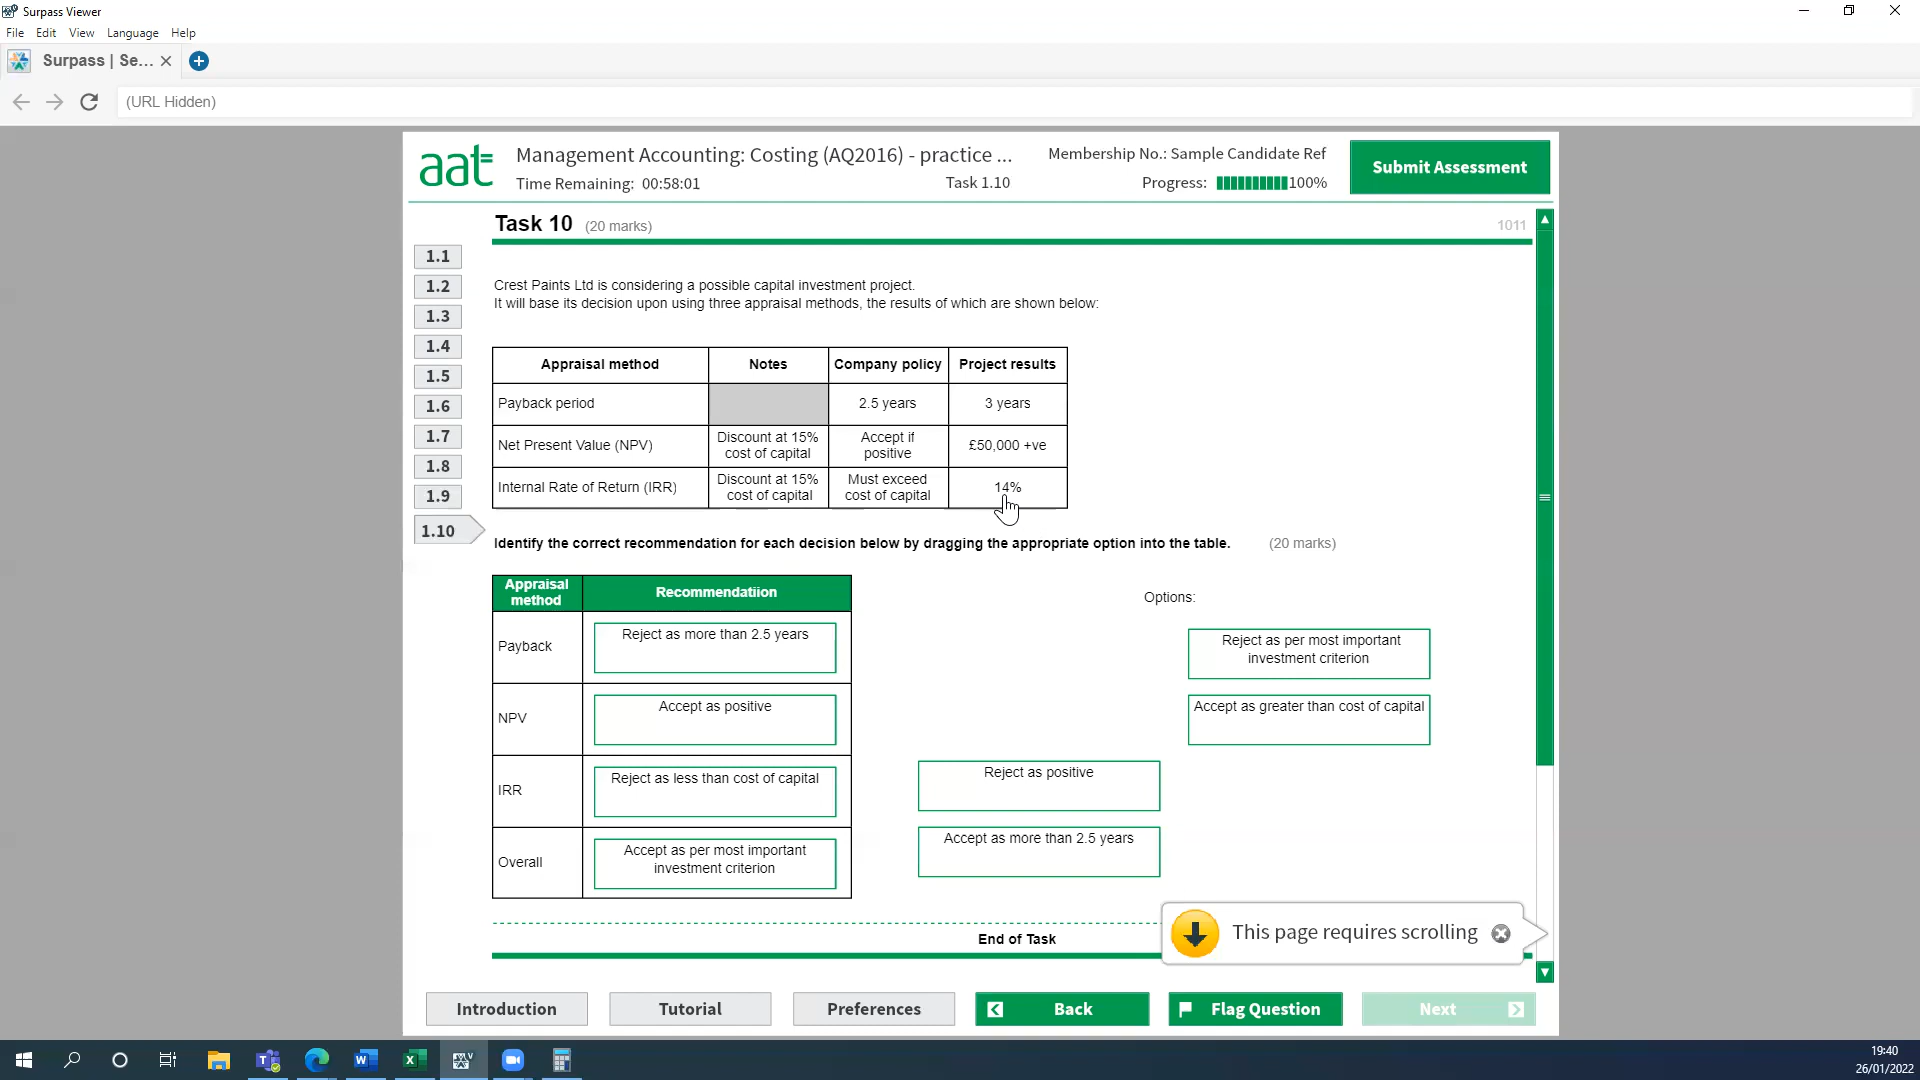 Surpass Viewer
File Edit View Language Help
Surpass | Se...
(URL Hidden)
aat
Management Accounting: Costing (AQ2016) - practice ...
Membership No.: Sample Candidate Ref
Submit Assessment
Time Remaining: 00:58:01
Task 1.10
Progress: 100%
Task 10 (20 marks)
1011
1.1
1.2
1.3
1.4
1.5
1.6
1.7
1.8
1.9
1.10
Crest Paints Ltd is considering a possible capital investment project.
It will base its decision upon using three appraisal methods, the results of which are shown below:
Appraisal method Notes Company policy Project results
Payback period 2.5 years 3 years
Net Present Value (NPV) Discount at 15% cost of capital Accept if positive £50,000 +ve
Internal Rate of Return (IRR) Discount at 15% cost of capital Must exceed cost of capital 14%
Identify the correct recommendation for each decision below by dragging the appropriate option into the table. (20 marks)
Appraisal method Recommendatiion
Payback Reject as more than 2.5 years
NPV Accept as positive
IRR Reject as less than cost of capital
Overall Accept as per most important investment criterion
Options:
Reject as per most important
investment criterion
Accept as greater than cost of capital
Reject as positive
Accept as more than 2.5 years
This page requires scrolling
End of Task
Introduction
Tutorial
Preferences
Back
Flag Question
Next
19:40
26/01/2022